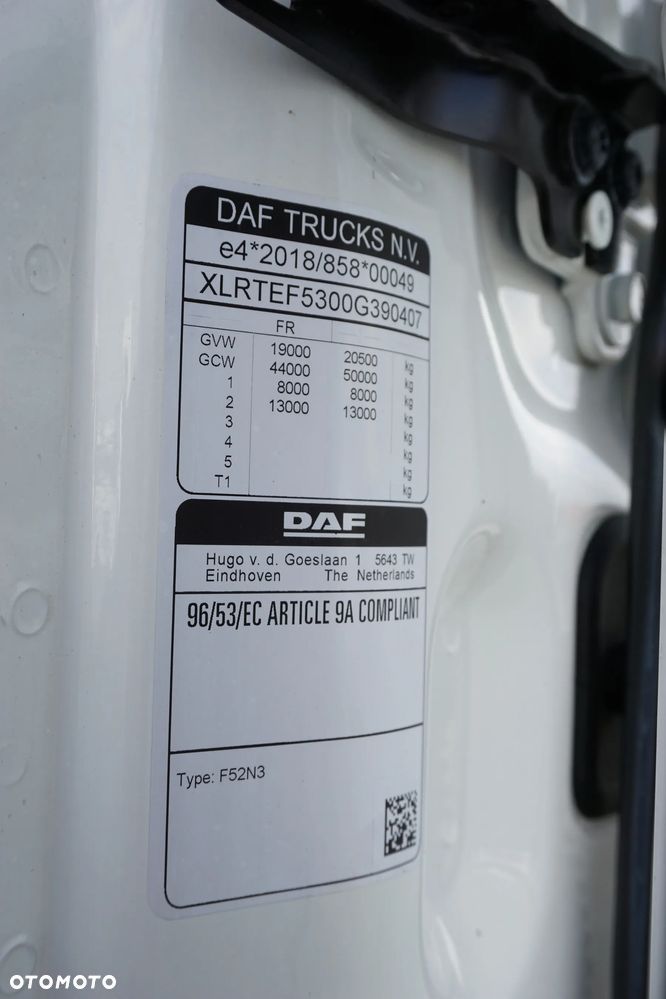 DAF TRUCKS N.V.
e4*2018/858*00049
XLRTEF5300G390407
FR
GVW 19000 20500 kg
GCW 44000 50000 kg
1 8000 8000 kg
2 13000 13000 kg
3 kg
4 kg
5 kg
T1 kg
DAF
Hugo v. d. Goeslaan 1 5643 TW
Eindhoven The Netherlands
96/53/EC ARTICLE 9A COMPLIANT
Type: F52N3
OTOMOTO